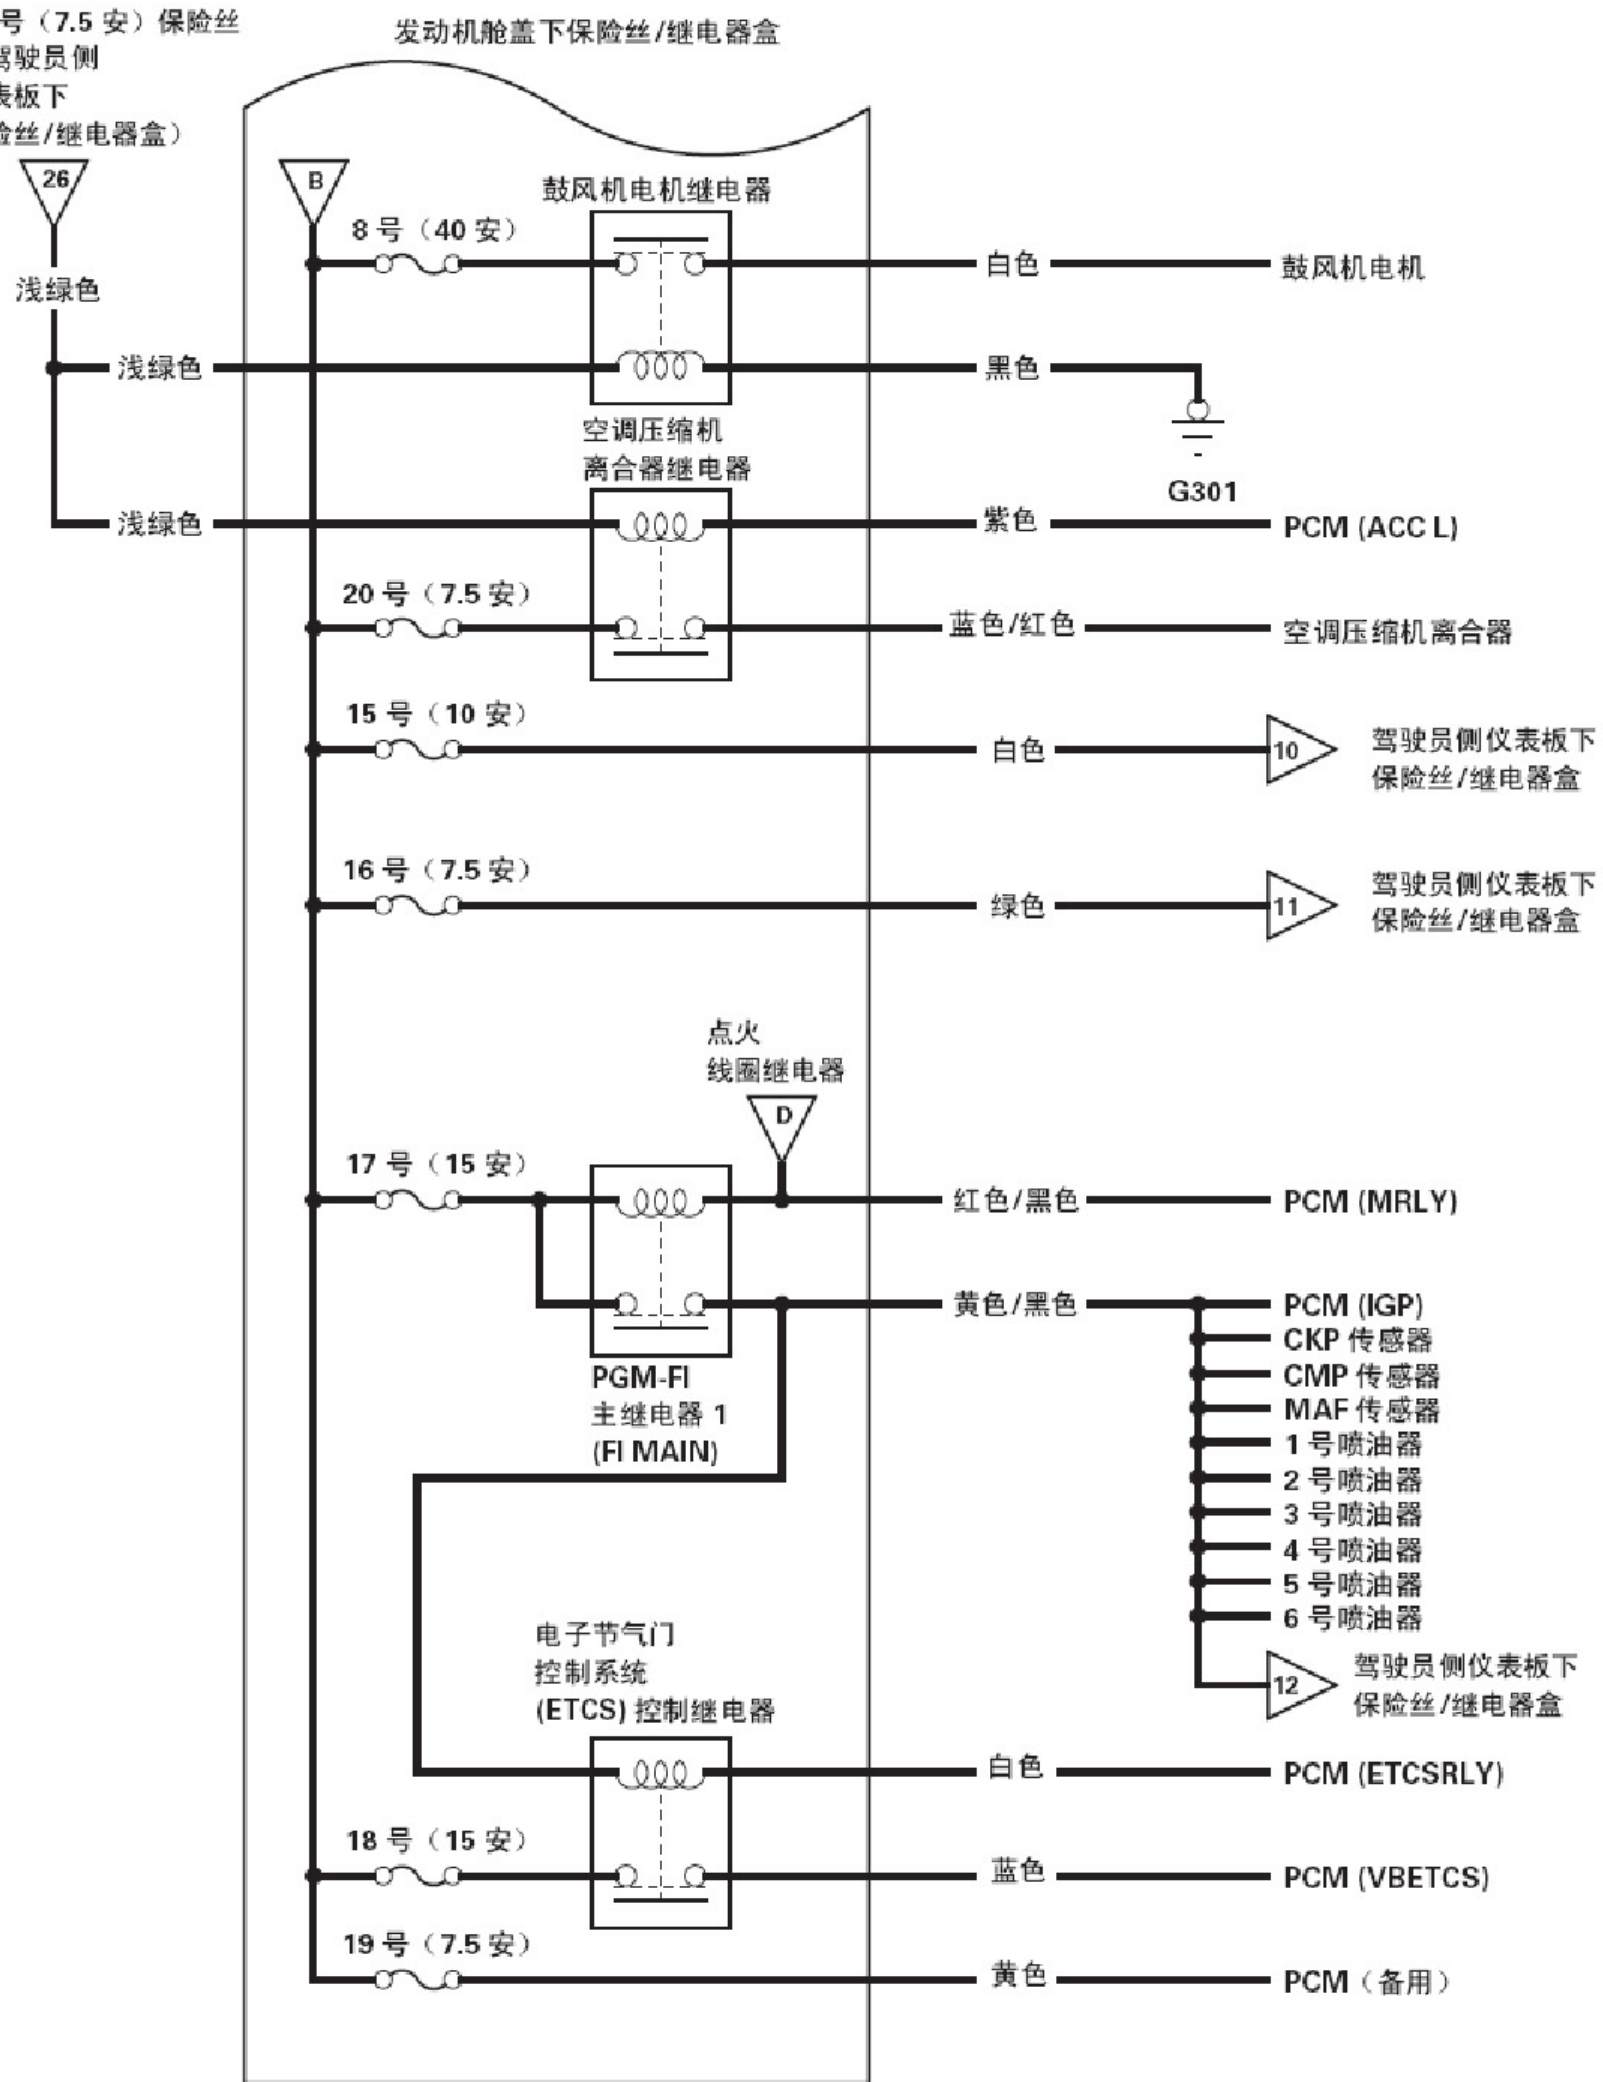 号（7.5 安）保险丝
驾驶员侧
表板下
险丝/继电器盒）
发动机舱盖下保险丝/继电器盒
26
B
鼓风机电机继电器
8 号（40 安）
白色
鼓风机电机
浅绿色
浅绿色
黑色
空调压缩机
离合器继电器
G301
浅绿色
紫色
PCM (ACC L)
20 号（7.5 安）
蓝色/红色
空调压缩机离合器
15 号（10 安）
白色
10
驾驶员侧仪表板下
保险丝/继电器盒
16 号（7.5 安）
绿色
11
驾驶员侧仪表板下
保险丝/继电器盒
点火
线圈继电器
D
17 号（15 安）
红色/黑色
PCM (MRLY)
黄色/黑色
PCM (IGP)
CKP 传感器
CMP 传感器
MAF 传感器
1 号喷油器
2 号喷油器
3 号喷油器
4 号喷油器
5 号喷油器
6 号喷油器
PGM-FI
主继电器 1
(FI MAIN)
12
驾驶员侧仪表板下
保险丝/继电器盒
电子节气门
控制系统
(ETCS) 控制继电器
白色
PCM (ETCSRLY)
18 号（15 安）
蓝色
PCM (VBETCS)
19 号（7.5 安）
黄色
PCM（备用）